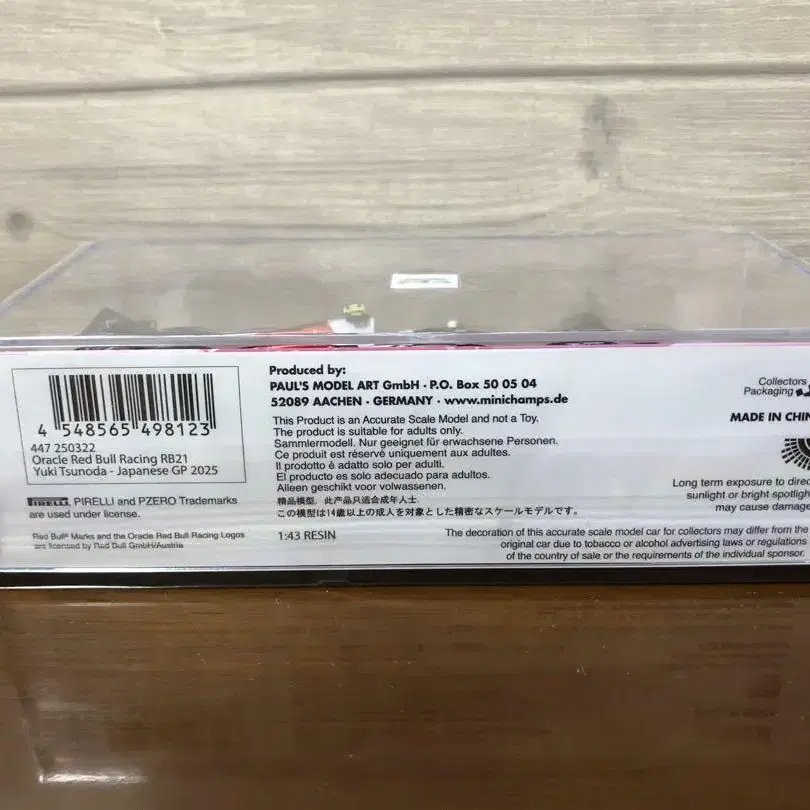 4 548565 498123
447 250322
Oracle Red Bull Racing RB21
Yuki Tsunoda - Japanese GP 2025
PIRELLI, PIRELLI and PZERO Trademarks
are used under license.
Red Bull® Marks and the Oracle Red Bull Racing Logos
are licensed by Red Bull GmbH/Austria
Produced by:
PAUL'S MODEL ART GmbH · P.O. Box 50 05 04
52089 AACHEN · GERMANY · www.minichamps.de
This Product is an Accurate Scale Model and not a Toy.
The product is suitable for adults only.
Sammlermodell. Nur geeignet für erwachsene Personen.
Ce produit est réservé uniquement aux adultes.
Il prodotto è adatto solo per adulti.
El producto es solo adecuado para adultos.
Alleen geschikt voor volwassenen.
精品模型，此产品只适合成年人士.
この模型は14歳以上の成人を対象とした精密なスケールモデルです。
1:43 RESIN
Collectors
Packaging
MADE IN CHIN
Long term exposure to direc
sunlight or bright spotligh
may cause damage
The decoration of this accurate scale model car for collectors may differ from the
original car due to tobacco or alcohol advertising laws or regulations
of the country of sale or the requirements of the individual sponsor.